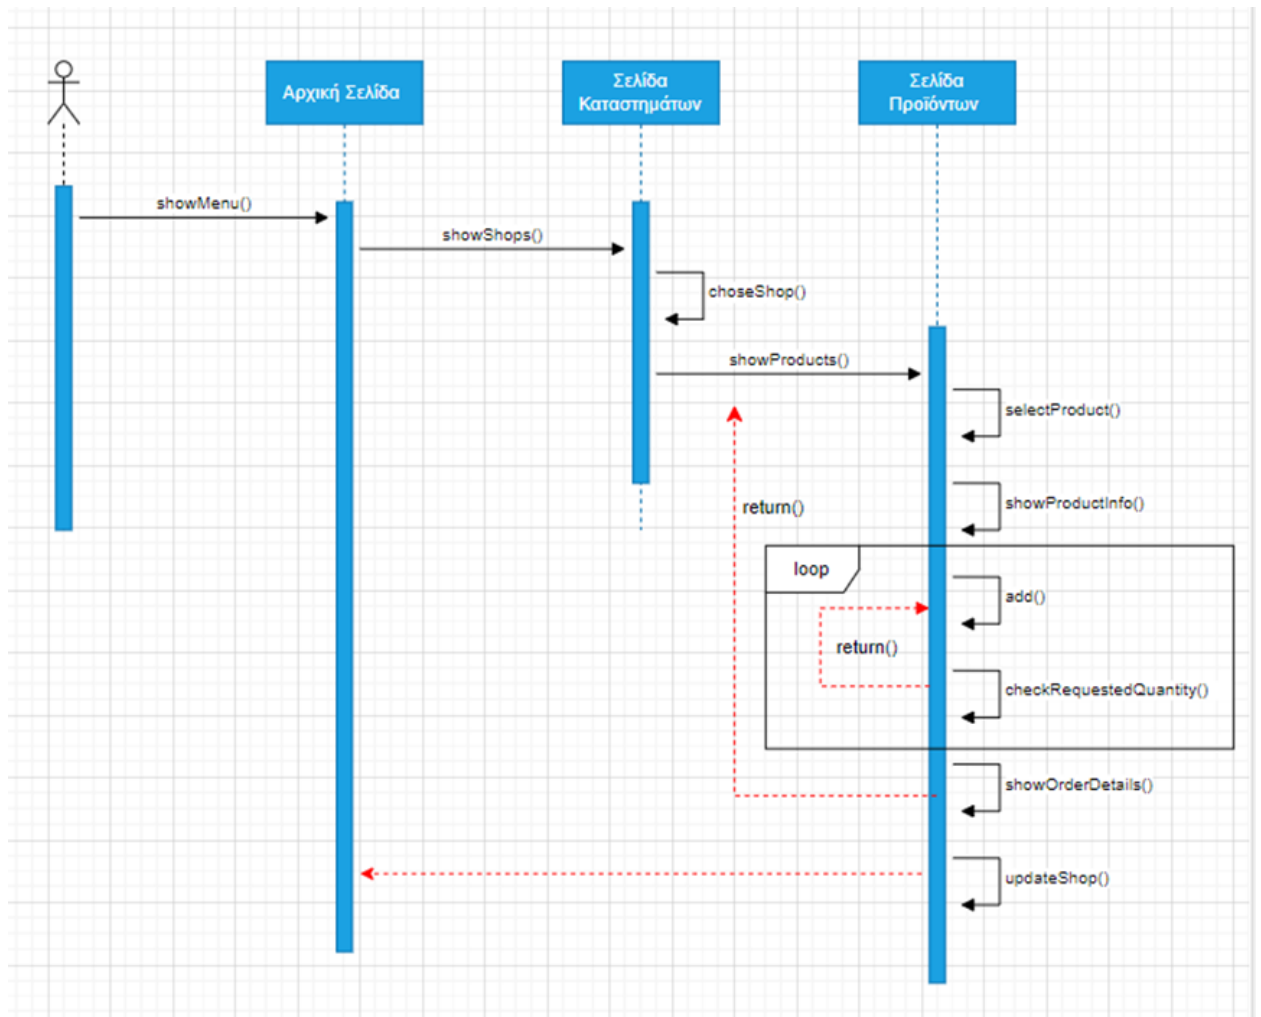 Αρχική Σελίδα
Σελίδα
Καταστημάτων
Σελίδα
Προϊόντων
showMenu()
showShops()
choseShop()
showProducts()
selectProduct()
showProductInfo()
return()
loop
add()
return()
checkRequestedQuantity()
showOrderDetails()
updateShop()